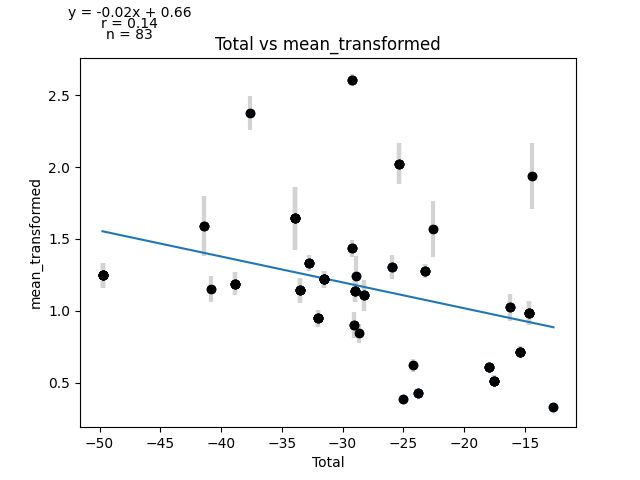 y = -0.02x + 0.66
r = 0.14
n = 83
Total vs mean_transformed
mean_transformed
2.5
2.0
1.5
1.0
0.5
−50
−45
−40
−35
−30
−25
−20
−15
Total